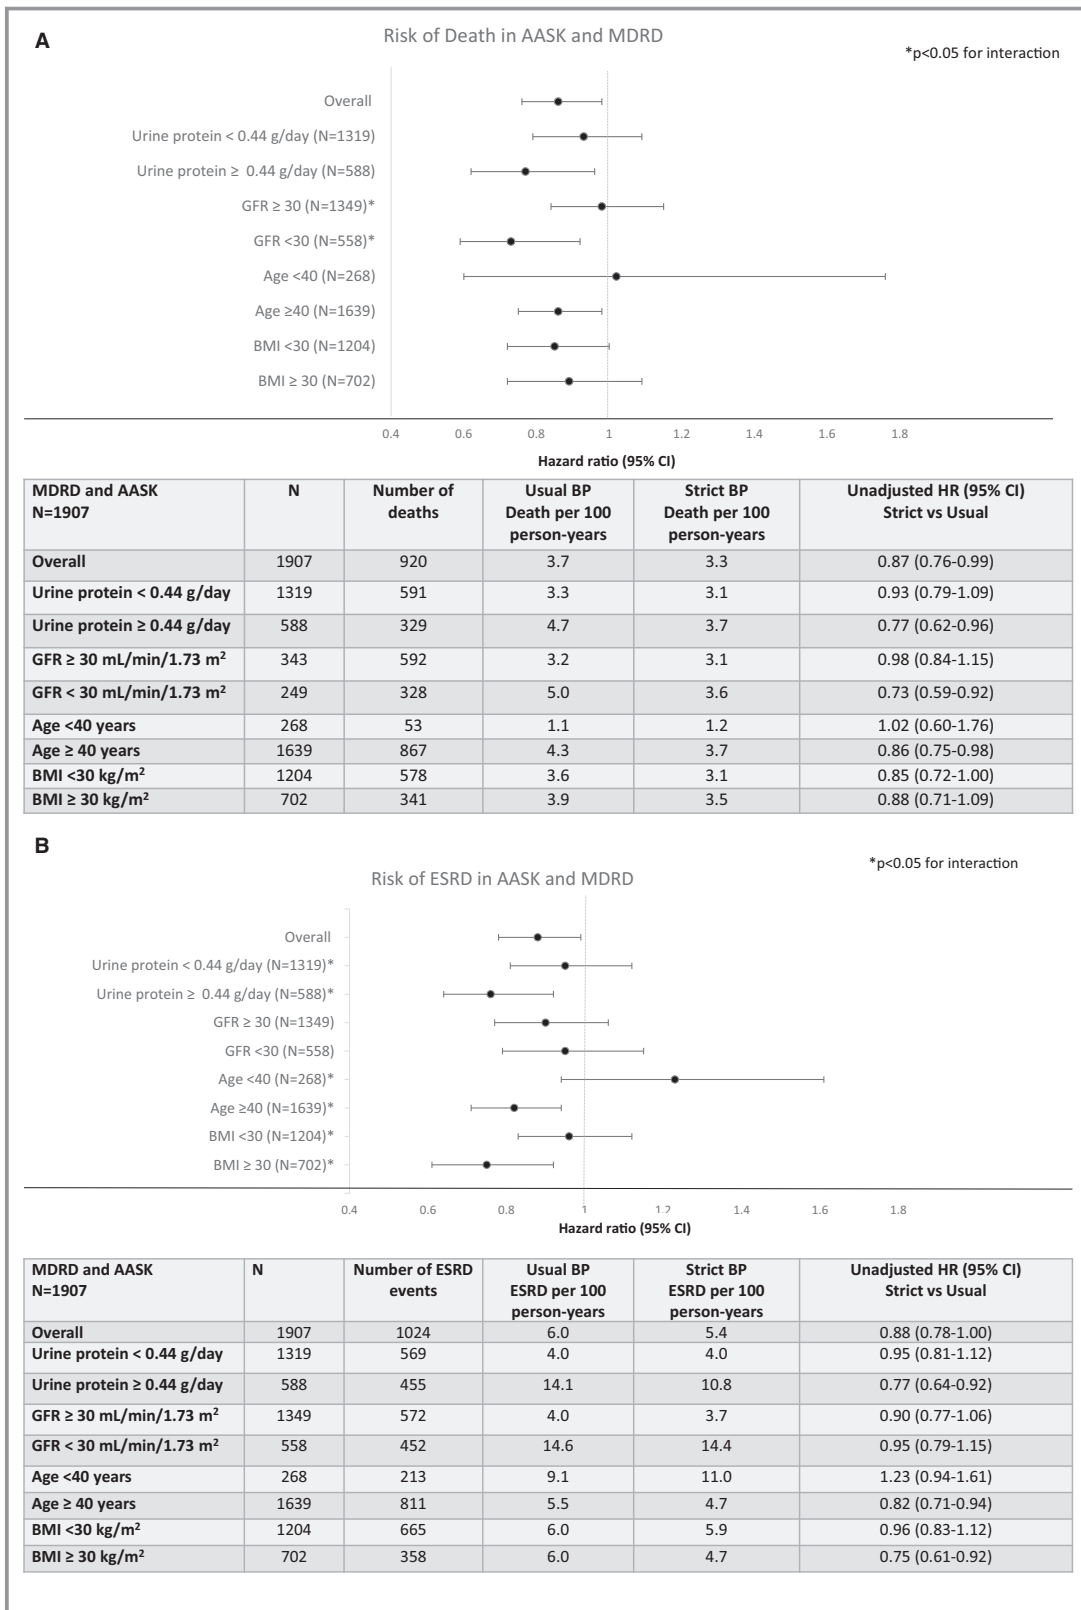 A
Risk of Death in AASK and MDRD
*p<0.05 for interaction
Overall
Urine protein < 0.44 g/day (N=1319)
Urine protein ≥ 0.44 g/day (N=588)
GFR ≥ 30 (N=1349)*
GFR <30 (N=558)*
Age <40 (N=268)
Age ≥40 (N=1639)
BMI <30 (N=1204)
BMI ≥ 30 (N=702)
0.4 0.6 0.8 1 1.2 1.4 1.6 1.8
Hazard ratio (95% CI)
MDRD and AASK N Number of Usual BP Strict BP Unadjusted HR (95% CI)
N=1907 deaths Death per 100 Death per 100 Strict vs Usual
person-years person-years
Overall 1907 920 3.7 3.3 0.87 (0.76-0.99)
Urine protein < 0.44 g/day 1319 591 3.3 3.1 0.93 (0.79-1.09)
Urine protein ≥ 0.44 g/day 588 329 4.7 3.7 0.77 (0.62-0.96)
GFR ≥ 30 mL/min/1.73 m² 343 592 3.2 3.1 0.98 (0.84-1.15)
GFR < 30 mL/min/1.73 m² 249 328 5.0 3.6 0.73 (0.59-0.92)
Age <40 years 268 53 1.1 1.2 1.02 (0.60-1.76)
Age ≥ 40 years 1639 867 4.3 3.7 0.86 (0.75-0.98)
BMI <30 kg/m² 1204 578 3.6 3.1 0.85 (0.72-1.00)
BMI ≥ 30 kg/m² 702 341 3.9 3.5 0.88 (0.71-1.09)
B
*p<0.05 for interaction
Risk of ESRD in AASK and MDRD
Overall
Urine protein < 0.44 g/day (N=1319)*
Urine protein ≥ 0.44 g/day (N=588)*
GFR ≥ 30 (N=1349)
GFR <30 (N=558)
Age <40 (N=268)*
Age ≥40 (N=1639)*
BMI <30 (N=1204)*
BMI ≥ 30 (N=702)*
0.4 0.6 0.8 1 1.2 1.4 1.6 1.8
Hazard ratio (95% CI)
MDRD and AASK N Number of ESRD Usual BP Strict BP Unadjusted HR (95% CI)
N=1907 events ESRD per 100 ESRD per 100 Strict vs Usual
person-years person-years
Overall 1907 1024 6.0 5.4 0.88 (0.78-1.00)
Urine protein < 0.44 g/day 1319 569 4.0 4.0 0.95 (0.81-1.12)
Urine protein ≥ 0.44 g/day 588 455 14.1 10.8 0.77 (0.64-0.92)
GFR ≥ 30 mL/min/1.73 m² 1349 572 4.0 3.7 0.90 (0.77-1.06)
GFR < 30 mL/min/1.73 m² 558 452 14.6 14.4 0.95 (0.79-1.15)
Age <40 years 268 213 9.1 11.0 1.23 (0.94-1.61)
Age ≥ 40 years 1639 811 5.5 4.7 0.82 (0.71-0.94)
BMI <30 kg/m² 1204 665 6.0 5.9 0.96 (0.83-1.12)
BMI ≥ 30 kg/m² 702 358 6.0 4.7 0.75 (0.61-0.92)